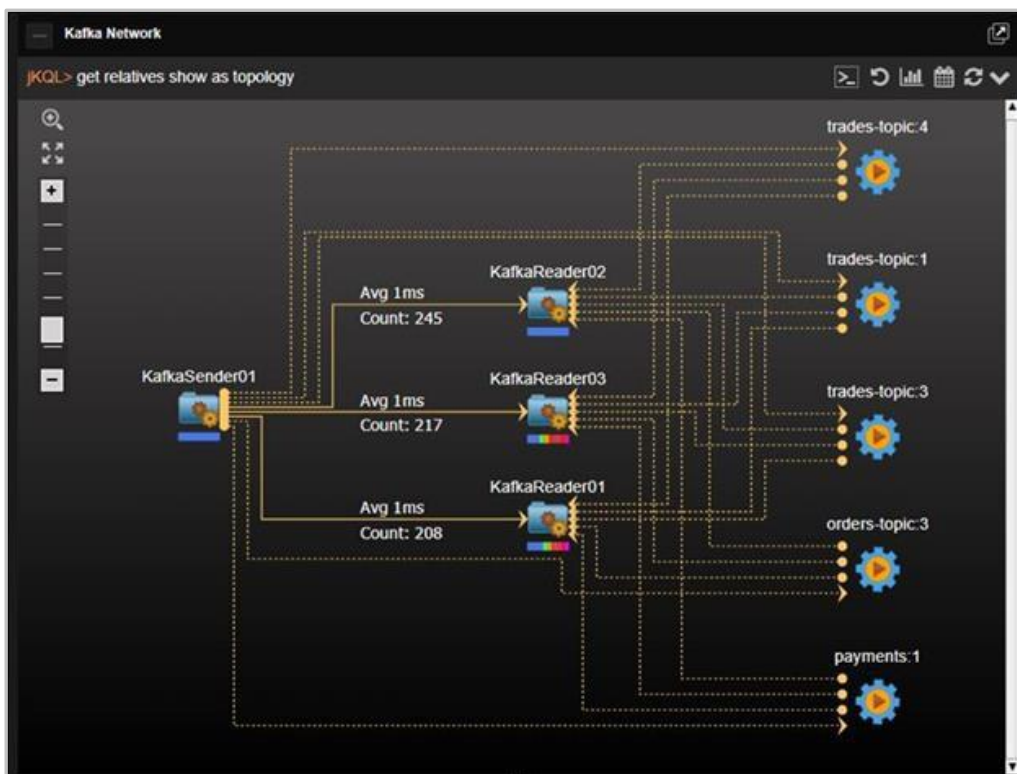 Kafka Network
jKQL> get relatives show as topology
trades-topic:4
trades-topic:1
KafkaReader02
Avg 1ms
Count: 245
KafkaSender01
KafkaReader03
Avg 1ms
Count: 217
trades-topic:3
KafkaReader01
Avg 1ms
Count: 208
orders-topic:3
payments:1